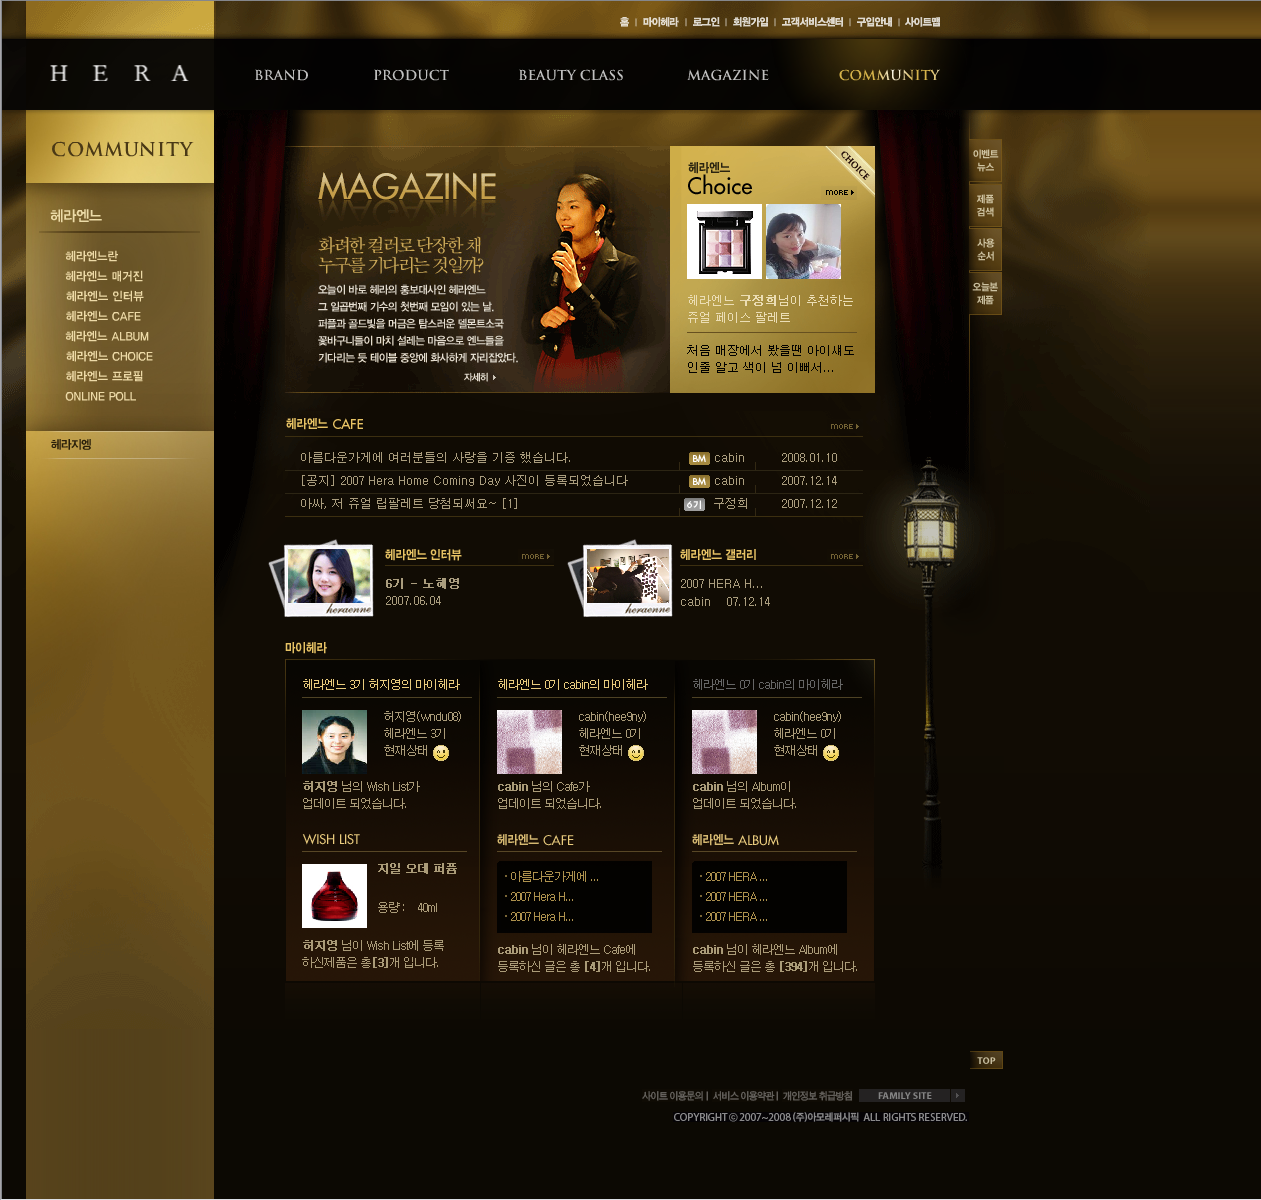 홈 | 마이헤라 | 로그인 | 회원가입 | 고객서비스센터 | 구입안내 | 사이트맵
HERA
BRAND
PRODUCT
BEAUTY CLASS
MAGAZINE
COMMUNITY
COMMUNITY
헤라엔느
헤라엔느란
헤라엔느 매거진
헤라엔느 인터뷰
헤라엔느 CAFE
헤라엔느 ALBUM
헤라엔느 CHOICE
헤라엔느 프로필
ONLINE POLL
헤라지엥
MAGAZINE
화려한 컬러로 단장한 채
누구를 기다리는 것일까?
오늘이 바로 헤라의 홍보대사인 헤라엔느
그 일곱번째 기수의 첫번째 모임이 있는 날.
퍼플과 골드빛을 머금은 탐스러운 델몬트소국
꽃바구니들이 마치 설레는 마음으로 엔느들을
기다리는 듯 테이블 중앙에 화사하게 자리잡았다.
자세히
헤라엔느
Choice
MORE
CHOICE
헤라엔느 구정희님이 추천하는
쥬얼 페이스 팔레트
처음 매장에서 봤을땐 아이섀도
인줄 알고 색이 넘 이뻐서...
이벤트
뉴스
제품
검색
사용
순서
오늘본
제품
헤라엔느 CAFE
MORE
아름다운가게에 여러분들의 사랑을 기증 했습니다. BM cabin 2008.01.10
[공지] 2007 Hera Home Coming Day 사진이 등록되었습니다 BM cabin 2007.12.14
아싸, 저 쥬얼 립팔레트 당첨되써요~ [1] 6기 구정희 2007.12.12
heraenne
헤라엔느 인터뷰
MORE
6기 - 노혜영
2007.06.04
heraenne
헤라엔느 갤러리
MORE
2007 HERA H...
cabin 07.12.14
마이헤라
헤라엔느 3기 허지영의 마이헤라
허지영(wndu08)
헤라엔느 3기
현재상태
허지영 님의 Wish List가
업데이트 되었습니다.
WISH LIST
지일 오데 퍼퓸
용량 : 40ml
허지영 님이 Wish List에 등록
하신제품은 총[3]개 입니다.
헤라엔느 0기 cabin의 마이헤라
cabin(hee9ny)
헤라엔느 0기
현재상태
cabin 님의 Cafe가
업데이트 되었습니다.
헤라엔느 CAFE
· 아름다운가게에 ...
· 2007 Hera H...
· 2007 Hera H...
cabin 님이 헤라엔느 Cafe에
등록하신 글은 총 [4]개 입니다.
헤라엔느 0기 cabin의 마이헤라
cabin(hee9ny)
헤라엔느 0기
현재상태
cabin 님의 Album이
업데이트 되었습니다.
헤라엔느 ALBUM
· 2007 HERA ...
· 2007 HERA ...
· 2007 HERA ...
cabin 님이 헤라엔느 Album에
등록하신 글은 총 [394]개 입니다.
TOP
사이트 이용문의 | 서비스 이용약관 | 개인정보 취급방침
FAMILY SITE
COPYRIGHT ⓒ 2007~2008 (주)아모레퍼시픽 ALL RIGHTS RESERVED.